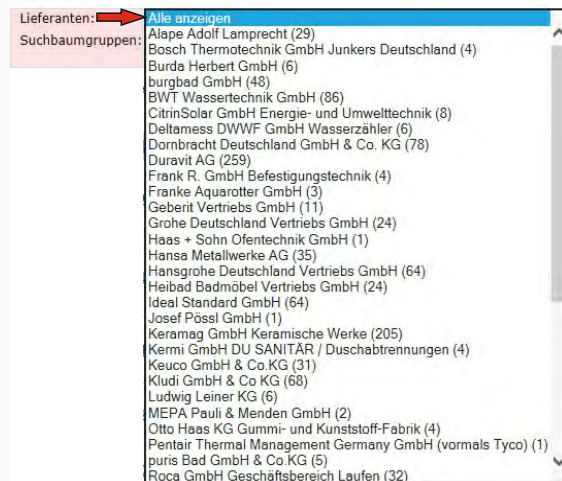 Lieferanten:
Alle anzeigen
Suchbaumgruppen:
Alape Adolf Lamprecht (29)
Bosch Thermotechnik GmbH Junkers Deutschland (4)
Burda Herbert GmbH (6)
burgbad GmbH (48)
BWT Wassertechnik GmbH (86)
CitrinSolar GmbH Energie- und Umwelttechnik (8)
Deltamess DWWF GmbH Wasserzähler (6)
Dornbracht Deutschland GmbH & Co. KG (78)
Duravit AG (259)
Frank R. GmbH Befestigungstechnik (4)
Franke Aquarotter GmbH (3)
Geberit Vertriebs GmbH (11)
Grohe Deutschland Vertriebs GmbH (24)
Haas + Sohn Ofentechnik GmbH (1)
Hansa Metallwerke AG (35)
Hansgrohe Deutschland Vertriebs GmbH (64)
Heibad Badmöbel Vertriebs GmbH (24)
Ideal Standard GmbH (64)
Josef Pössl GmbH (1)
Keramag GmbH Keramische Werke (205)
Kermi GmbH DU SANITÄR / Duschabtrennungen (4)
Keuco GmbH & Co.KG (31)
Kludi GmbH & Co KG (68)
Ludwig Leiner KG (6)
MEPA Pauli & Menden GmbH (2)
Otto Haas KG Gummi- und Kunststoff-Fabrik (4)
Pentair Thermal Management Germany GmbH (vormals Tyco) (1)
puris Bad GmbH & Co.KG (5)
Roca GmbH Geschäftsbereich Laufen (32)